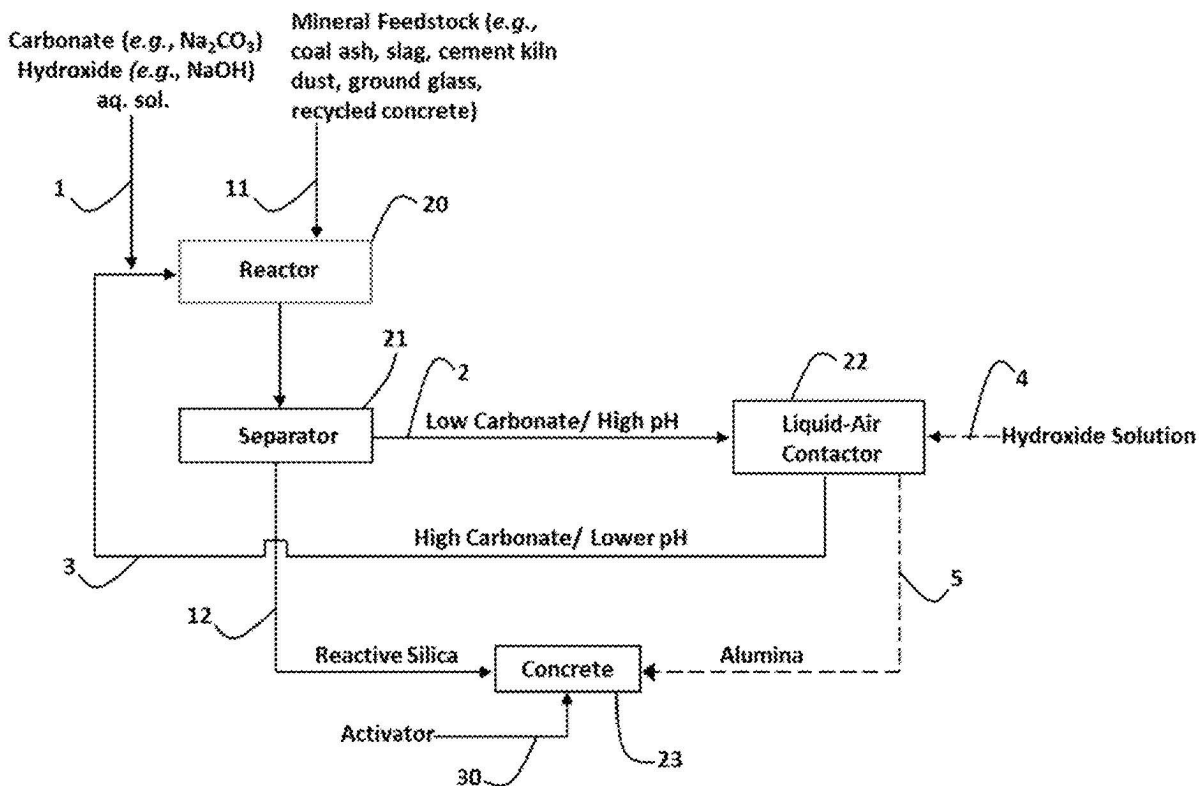 Carbonate (e.g., Na₂CO₃)
Hydroxide (e.g., NaOH)
aq. sol.
Mineral Feedstock (e.g.,
coal ash, slag, cement kiln
dust, ground glass,
recycled concrete)
1
11
20
Reactor
21
2
22
4
Separator
Low Carbonate/ High pH
Liquid-Air
Contactor
Hydroxide Solution
High Carbonate/ Lower pH
3
5
12
Reactive Silica
Concrete
Alumina
Activator
30
23